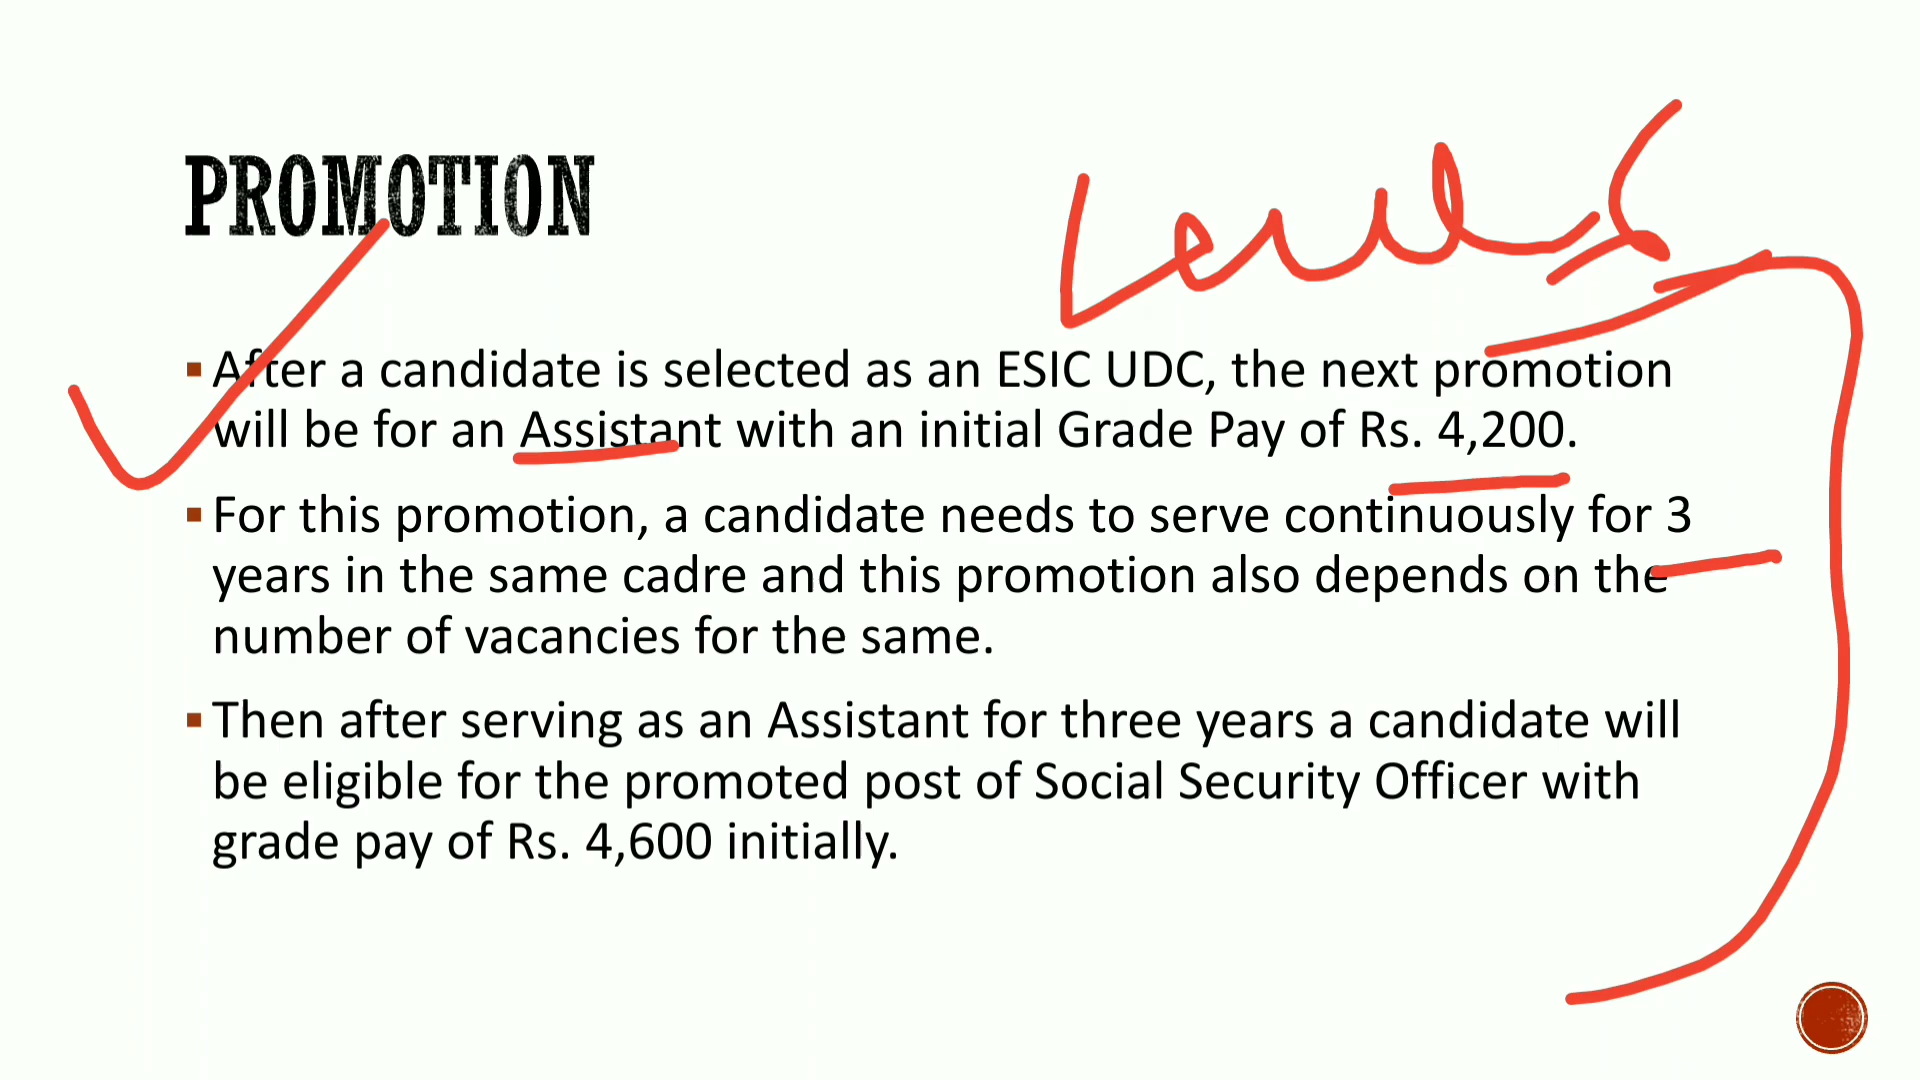 PROMOTION
Level-6
After a candidate is selected as an ESIC UDC, the next promotion
will be for an Assistant with an initial Grade Pay of Rs. 4,200.
For this promotion, a candidate needs to serve continuously for 3
years in the same cadre and this promotion also depends on the
number of vacancies for the same.
Then after serving as an Assistant for three years a candidate will
be eligible for the promoted post of Social Security Officer with
grade pay of Rs. 4,600 initially.